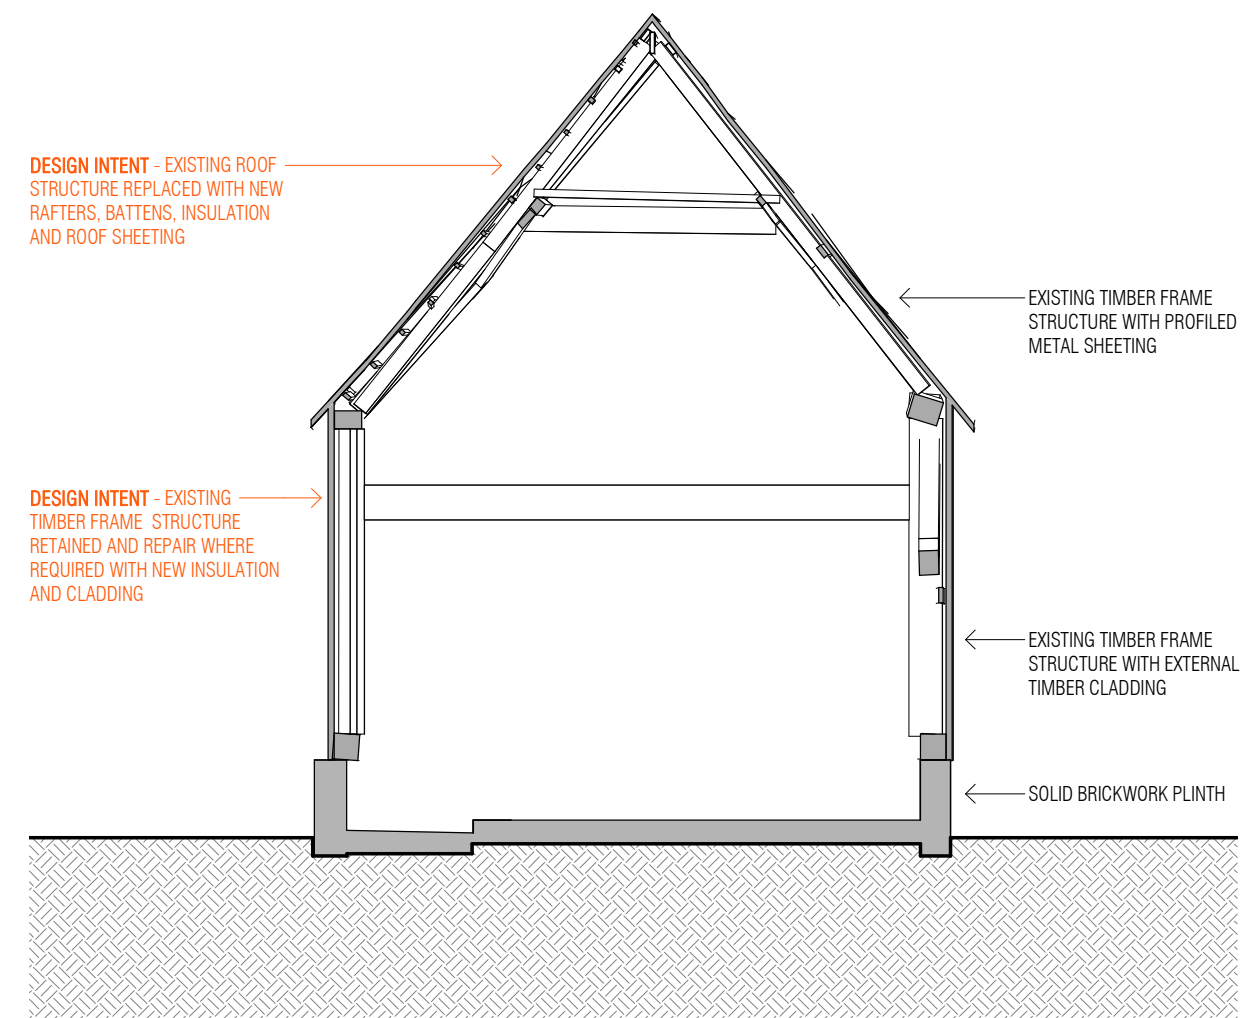 DESIGN INTENT - EXISTING ROOF
STRUCTURE REPLACED WITH NEW
RAFTERS, BATTENS, INSULATION
AND ROOF SHEETING
EXISTING TIMBER FRAME
STRUCTURE WITH PROFILED
METAL SHEETING
DESIGN INTENT - EXISTING
TIMBER FRAME STRUCTURE
RETAINED AND REPAIR WHERE
REQUIRED WITH NEW INSULATION
AND CLADDING
EXISTING TIMBER FRAME
STRUCTURE WITH EXTERNAL
TIMBER CLADDING
SOLID BRICKWORK PLINTH